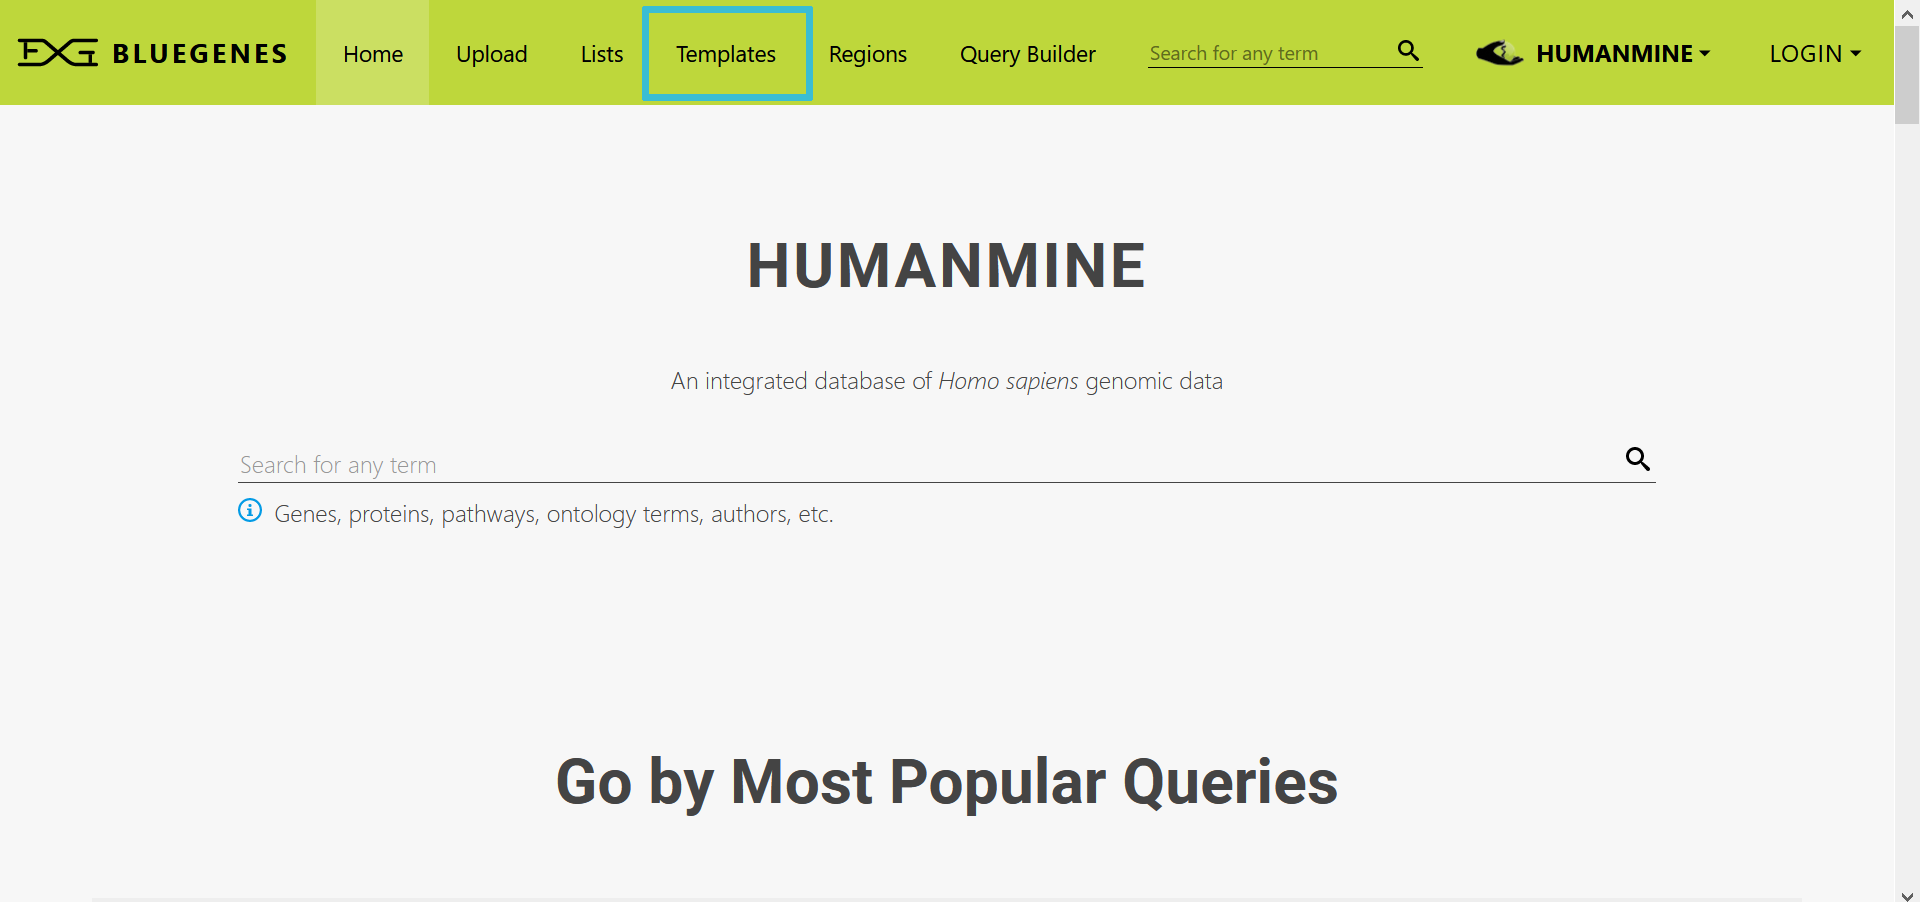 BLUEGENES Home Upload Lists Templates Regions Query Builder Search for any term HUMANMINE LOGIN
HUMANMINE
An integrated database of Homo sapiens genomic data
Search for any term
Genes, proteins, pathways, ontology terms, authors, etc.
Go by Most Popular Queries